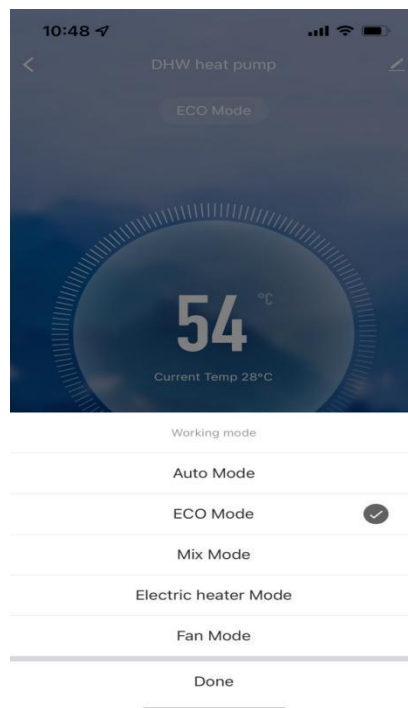 10:48
DHW heat pump
ECO Mode
54 °C
Current Temp 28°C
Working mode
Auto Mode
ECO Mode
Mix Mode
Electric heater Mode
Fan Mode
Done